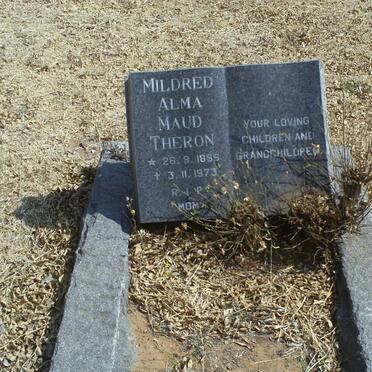 MILDRED
ALMA
MAUD
THERON
* 26.9.1885
+ 3.11.1973
R.I.P.
"MOM"
YOUR LOVING
CHILDREN AND
GRANDCHILDREN